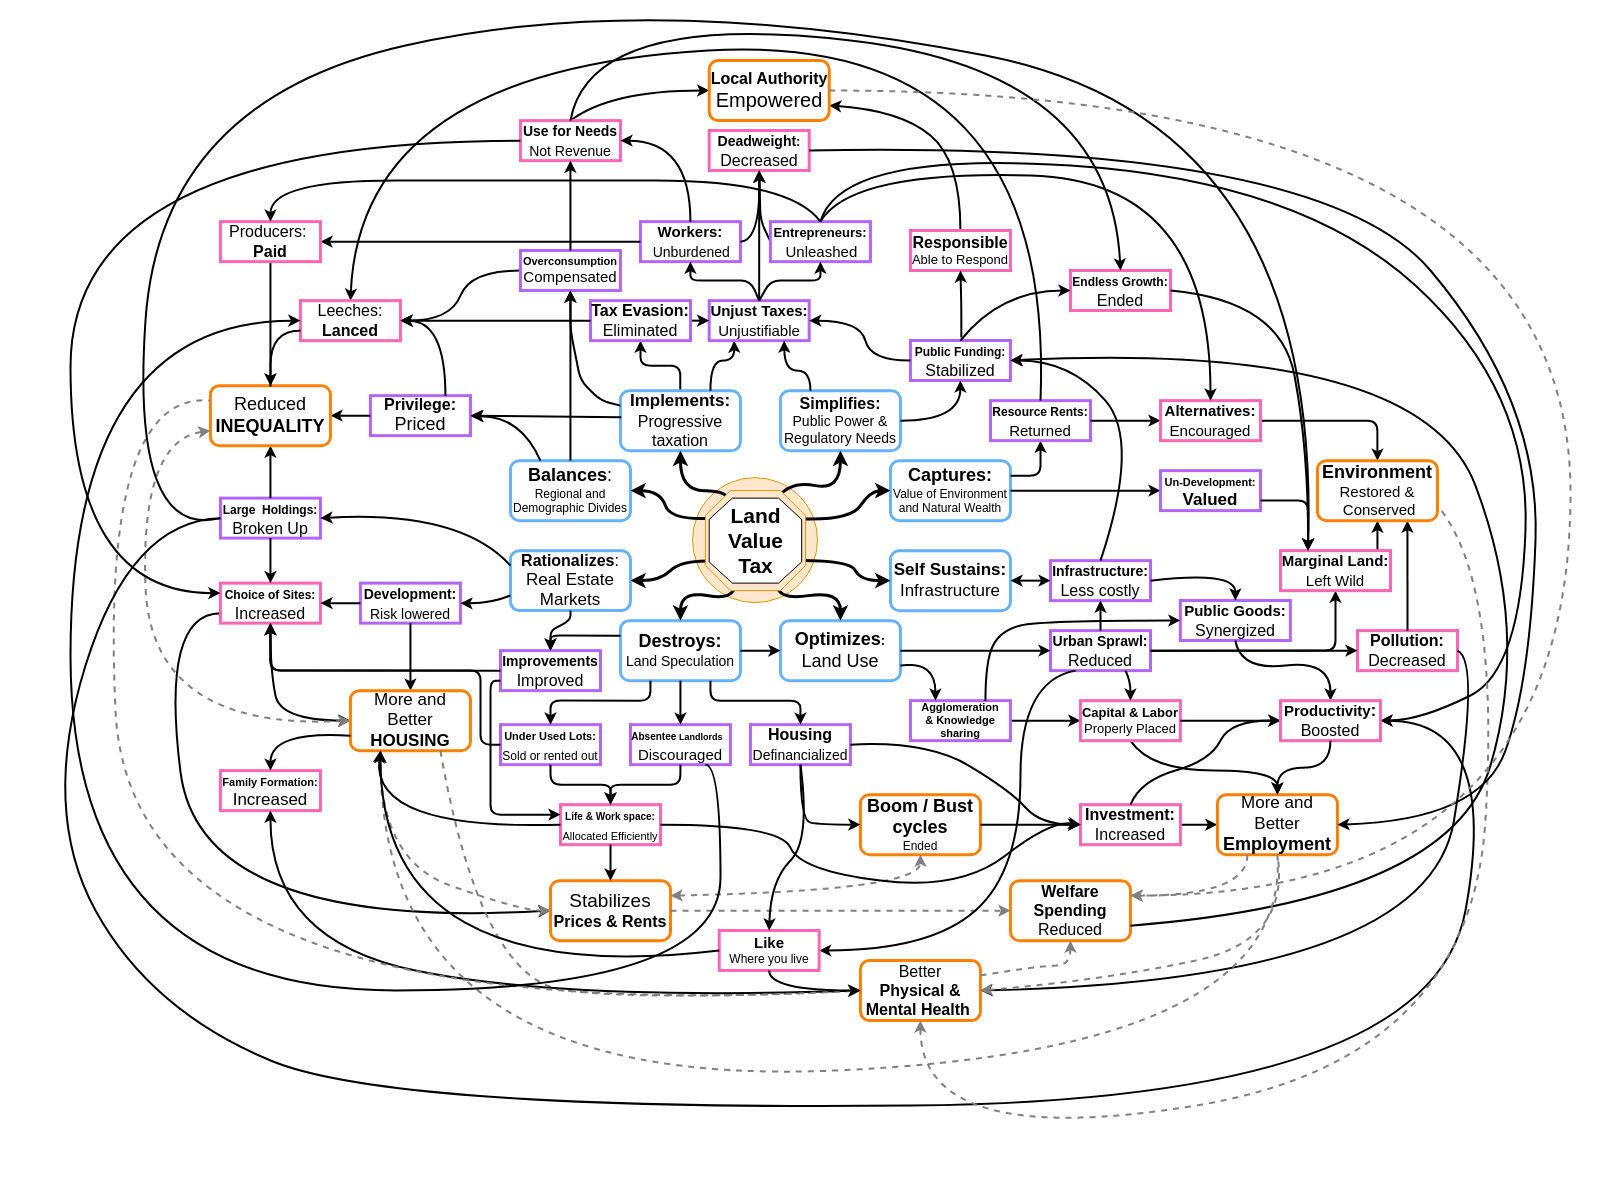 Local Authority
Empowered
Use for Needs
Not Revenue
Deadweight:
Decreased
Producers:
Paid
Workers:
Unburdened
Entrepreneurs:
Unleashed
Responsible
Able to Respond
Overconsumption
Compensated
Endless Growth:
Ended
Leeches:
Lanced
Tax Evasion:
Eliminated
Unjust Taxes:
Unjustifiable
Public Funding:
Stabilized
Reduced
INEQUALITY
Privilege:
Priced
Implements:
Progressive
taxation
Simplifies:
Public Power &
Regulatory Needs
Resource Rents:
Returned
Alternatives:
Encouraged
Balances:
Regional and
Demographic Divides
Captures:
Value of Environment
and Natural Wealth
Un-Development:
Valued
Environment
Restored &
Conserved
Large Holdings:
Broken Up
Land
Value
Tax
Rationalizes:
Real Estate
Markets
Self Sustains:
Infrastructure
Infrastructure:
Less costly
Marginal Land:
Left Wild
Choice of Sites:
Increased
Development:
Risk lowered
Public Goods:
Synergized
Improvements
Improved
Destroys:
Land Speculation
Optimizes:
Land Use
Urban Sprawl:
Reduced
Pollution:
Decreased
More and
Better
HOUSING
Under Used Lots:
Sold or rented out
Absentee Landlords
Discouraged
Housing
Definancialized
Agglomeration
& Knowledge
sharing
Capital & Labor
Properly Placed
Productivity:
Boosted
Family Formation:
Increased
Life & Work space:
Allocated Efficiently
Boom / Bust
cycles
Ended
Investment:
Increased
More and
Better
Employment
Stabilizes
Prices & Rents
Welfare
Spending
Reduced
Like
Where you live
Better
Physical &
Mental Health